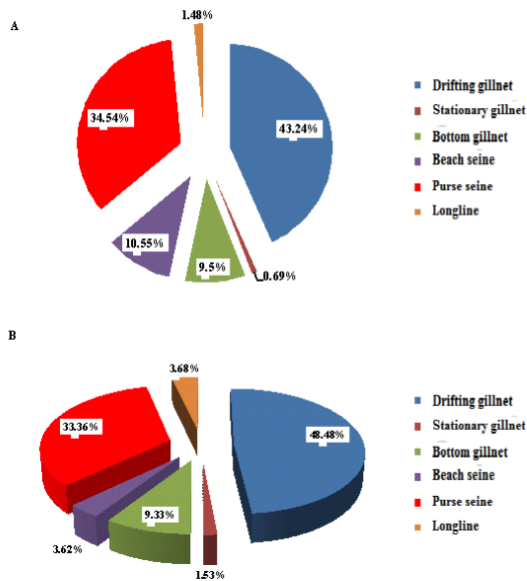 A
1.48%
34.54%
43.24%
10.55%
9.5%
0.69%
Drifting gillnet
Stationary gillnet
Bottom gillnet
Beach seine
Purse seine
Longline
B
3.68%
33.36%
48.48%
9.33%
3.62%
1.53%
Drifting gillnet
Stationary gillnet
Bottom gillnet
Beach seine
Purse seine
Longline